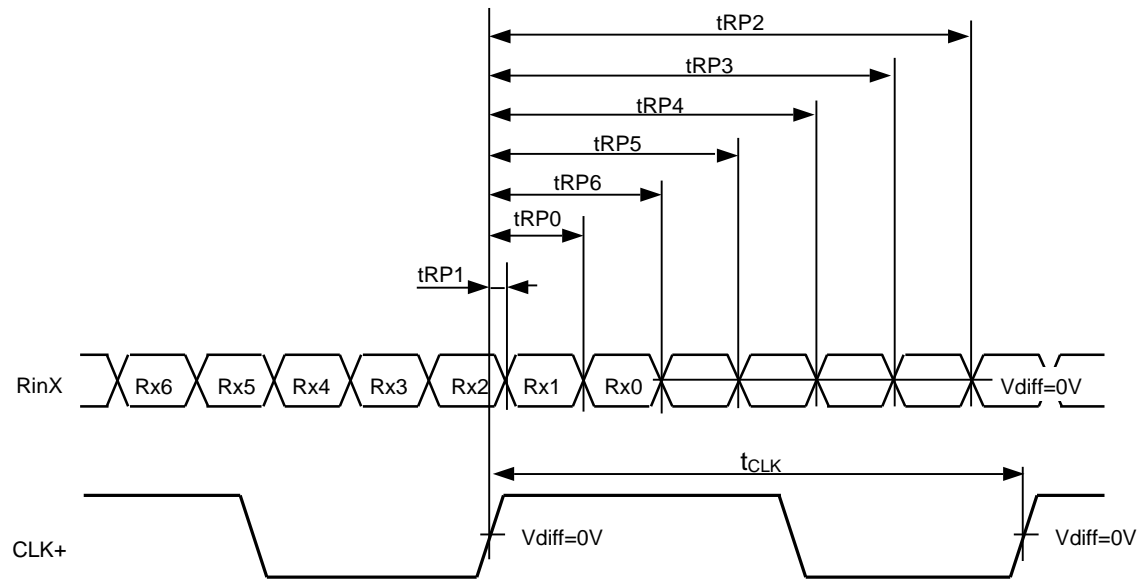 tRP2
tRP3
tRP4
tRP5
tRP6
tRP0
tRP1
RinX Rx6 Rx5 Rx4 Rx3 Rx2 Rx1 Rx0 Vdiff=0V
tCLK
CLK+ Vdiff=0V Vdiff=0V